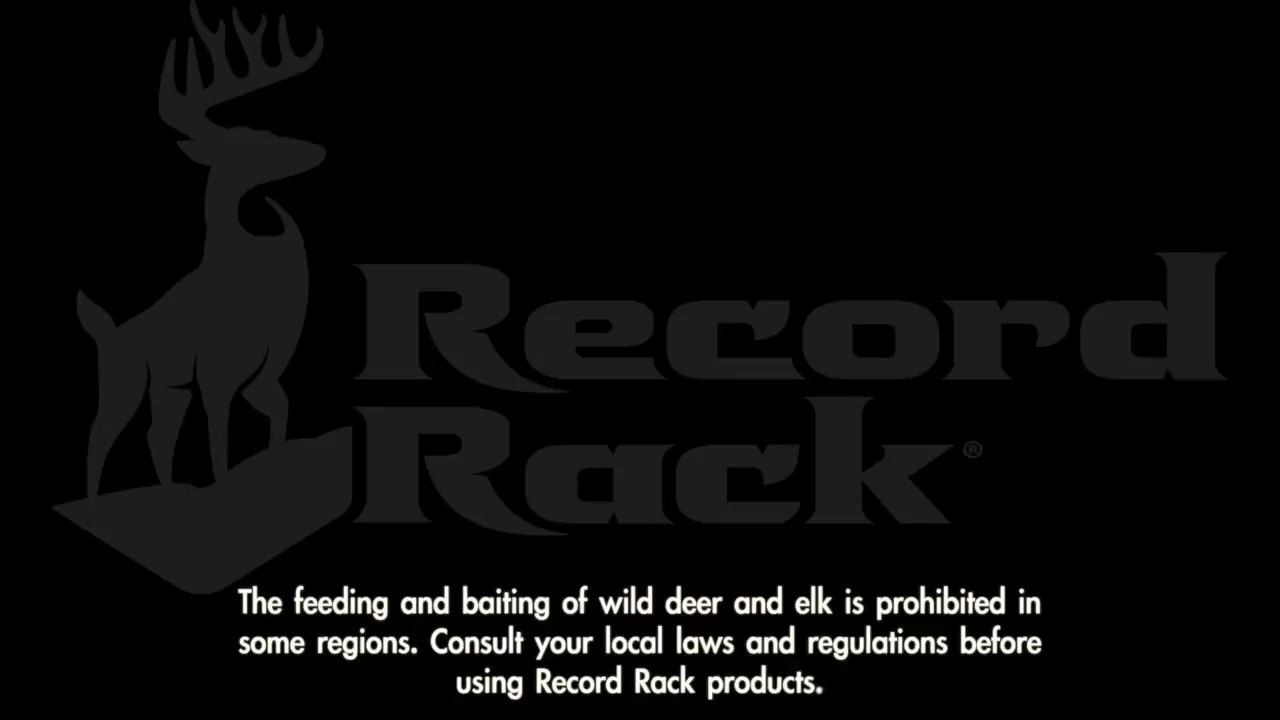 Record
Rack®
The feeding and baiting of wild deer and elk is prohibited in
some regions. Consult your local laws and regulations before
using Record Rack products.